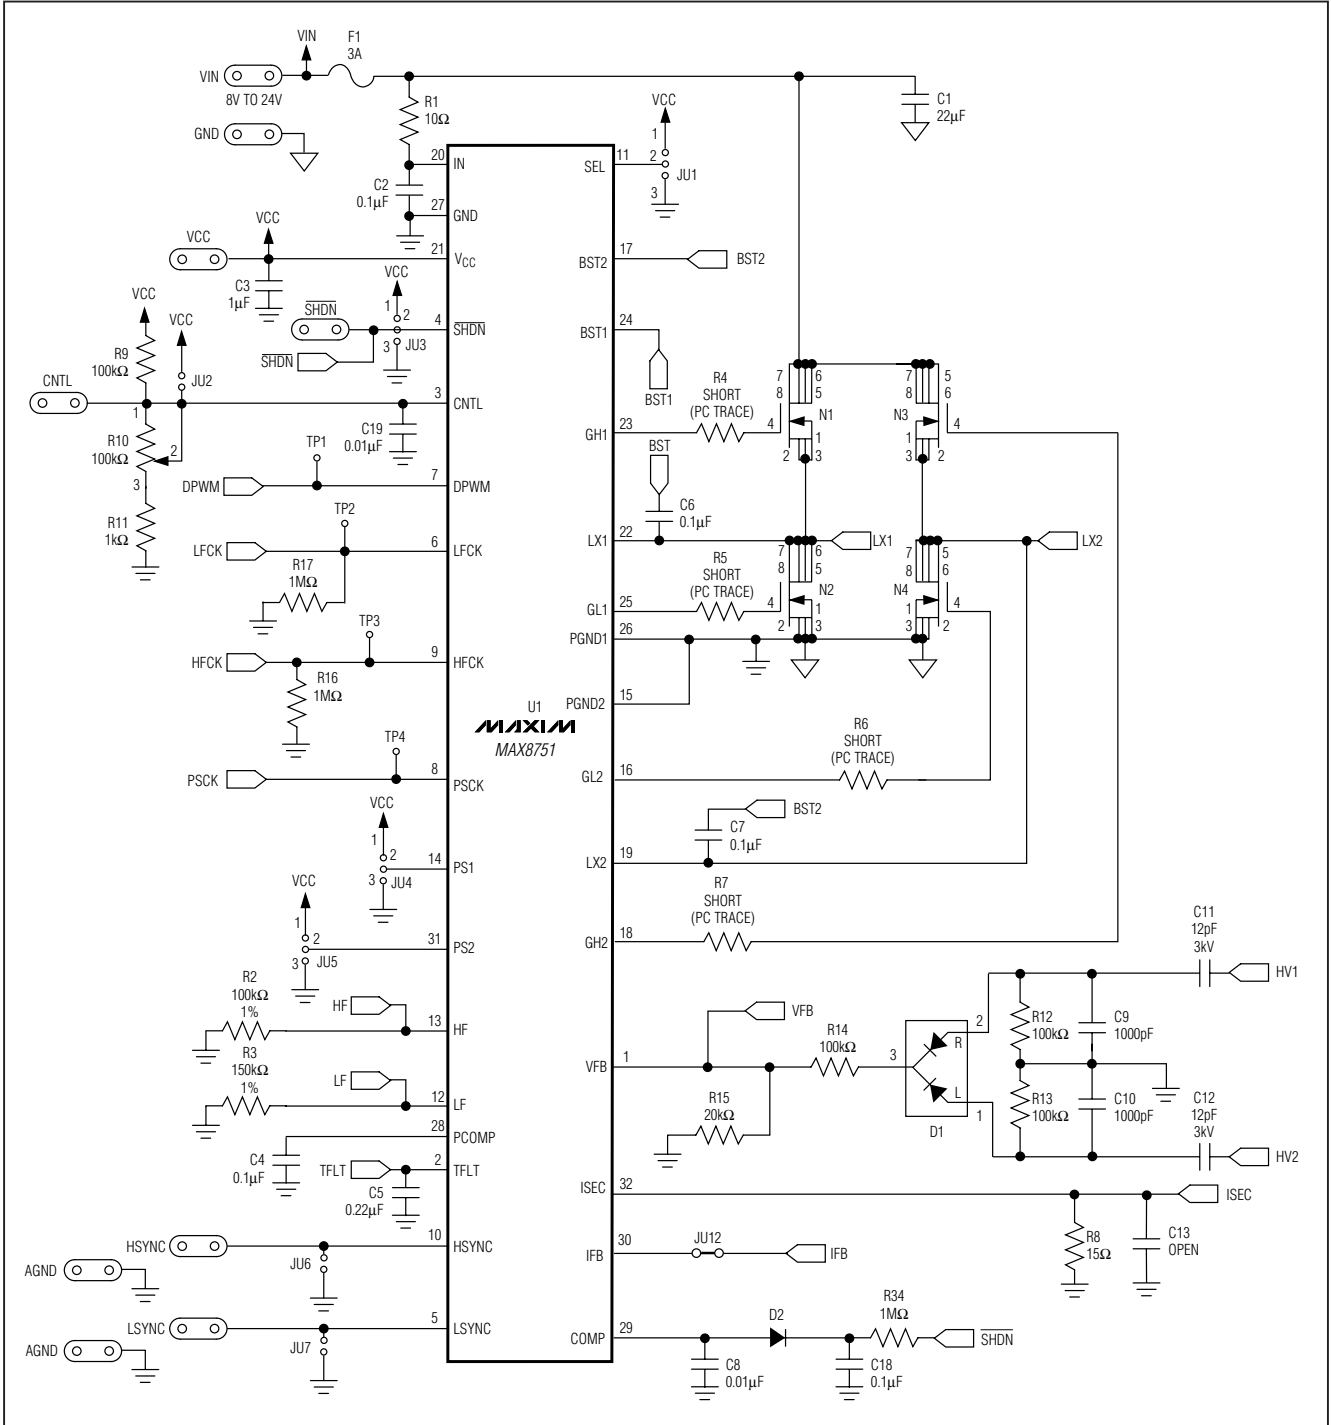 VIN
F1
3A
VIN
8V TO 24V
GND
R1
10Ω
C1
22µF
VCC
1
2
3
JU1
20
IN
C2
0.1µF
27
GND
11
SEL
VCC
VCC
21
VCC
C3
1µF
17
BST2
BST2
VCC
1
2
3
JU3
SHDN
4
SHDN
SHDN
24
BST1
BST1
VCC
VCC
R9
100kΩ
JU2
CNTL
3
CNTL
1
R10
100kΩ
2
3
R11
1kΩ
C19
0.01µF
R4
SHORT
(PC TRACE)
23
GH1
4
7
8
6
5
N1
1
2
3
7
8
5
6
N3
4
1
3
2
TP1
DPWM
7
DPWM
BST
C6
0.1µF
TP2
LFCK
6
LFCK
22
LX1
LX1
LX2
R17
1MΩ
R5
SHORT
(PC TRACE)
25
GL1
4
7
8
6
5
N2
1
2
3
7
8
5
6
N4
4
1
3
2
26
PGND1
TP3
HFCK
9
HFCK
R16
1MΩ
15
PGND2
U1
MAXIM
MAX8751
TP4
PSCK
8
PSCK
R6
SHORT
(PC TRACE)
16
GL2
VCC
1
2
3
JU4
14
PS1
C7
0.1µF
BST2
19
LX2
VCC
1
2
3
JU5
31
PS2
R7
SHORT
(PC TRACE)
18
GH2
R2
100kΩ
1%
HF
13
HF
C11
12pF
3kV
HV1
R3
150kΩ
1%
LF
12
LF
VFB
1
VFB
R14
100kΩ
3
2
R
L
1
D1
R12
100kΩ
C9
1000pF
R13
100kΩ
C10
1000pF
C12
12pF
3kV
HV2
R15
20kΩ
28
PCOMP
C4
0.1µF
TFLT
2
TFLT
C5
0.22µF
32
ISEC
ISEC
R8
15Ω
C13
OPEN
HSYNC
10
HSYNC
JU6
AGND
30
IFB
JU12
IFB
LSYNC
5
LSYNC
JU7
AGND
29
COMP
D2
R34
1MΩ
SHDN
C8
0.01µF
C18
0.1µF